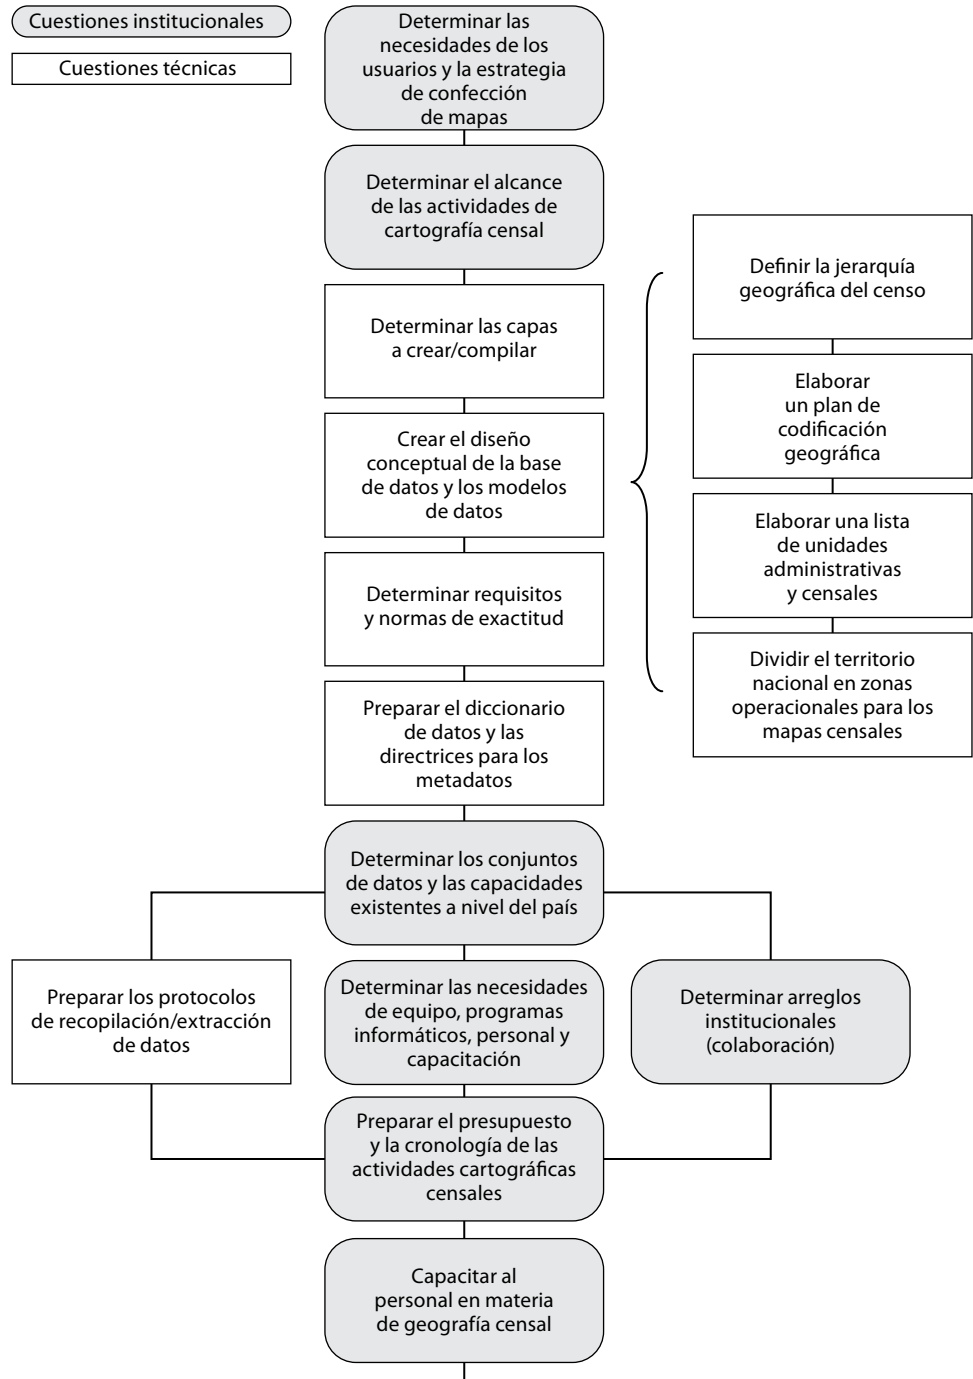 Cuestiones institucionales
Cuestiones técnicas
Determinar las
necesidades de los
usuarios y la estrategia
de confección
de mapas
Determinar el alcance
de las actividades de
cartografía censal
Determinar las capas
a crear/compilar
Crear el diseño
conceptual de la base
de datos y los modelos
de datos
Determinar requisitos
y normas de exactitud
Preparar el diccionario
de datos y las
directrices para los
metadatos
Definir la jerarquía
geográfica del censo
Elaborar
un plan de
codificación
geográfica
Elaborar una lista
de unidades
administrativas
y censales
Dividir el territorio
nacional en zonas
operacionales para los
mapas censales
Determinar los conjuntos
de datos y las capacidades
existentes a nivel del país
Preparar los protocolos
de recopilación/extracción
de datos
Determinar las necesidades
de equipo, programas
informáticos, personal y
capacitación
Determinar arreglos
institucionales
(colaboración)
Preparar el presupuesto
y la cronología de las
actividades cartográficas
censales
Capacitar al
personal en materia
de geografía censal